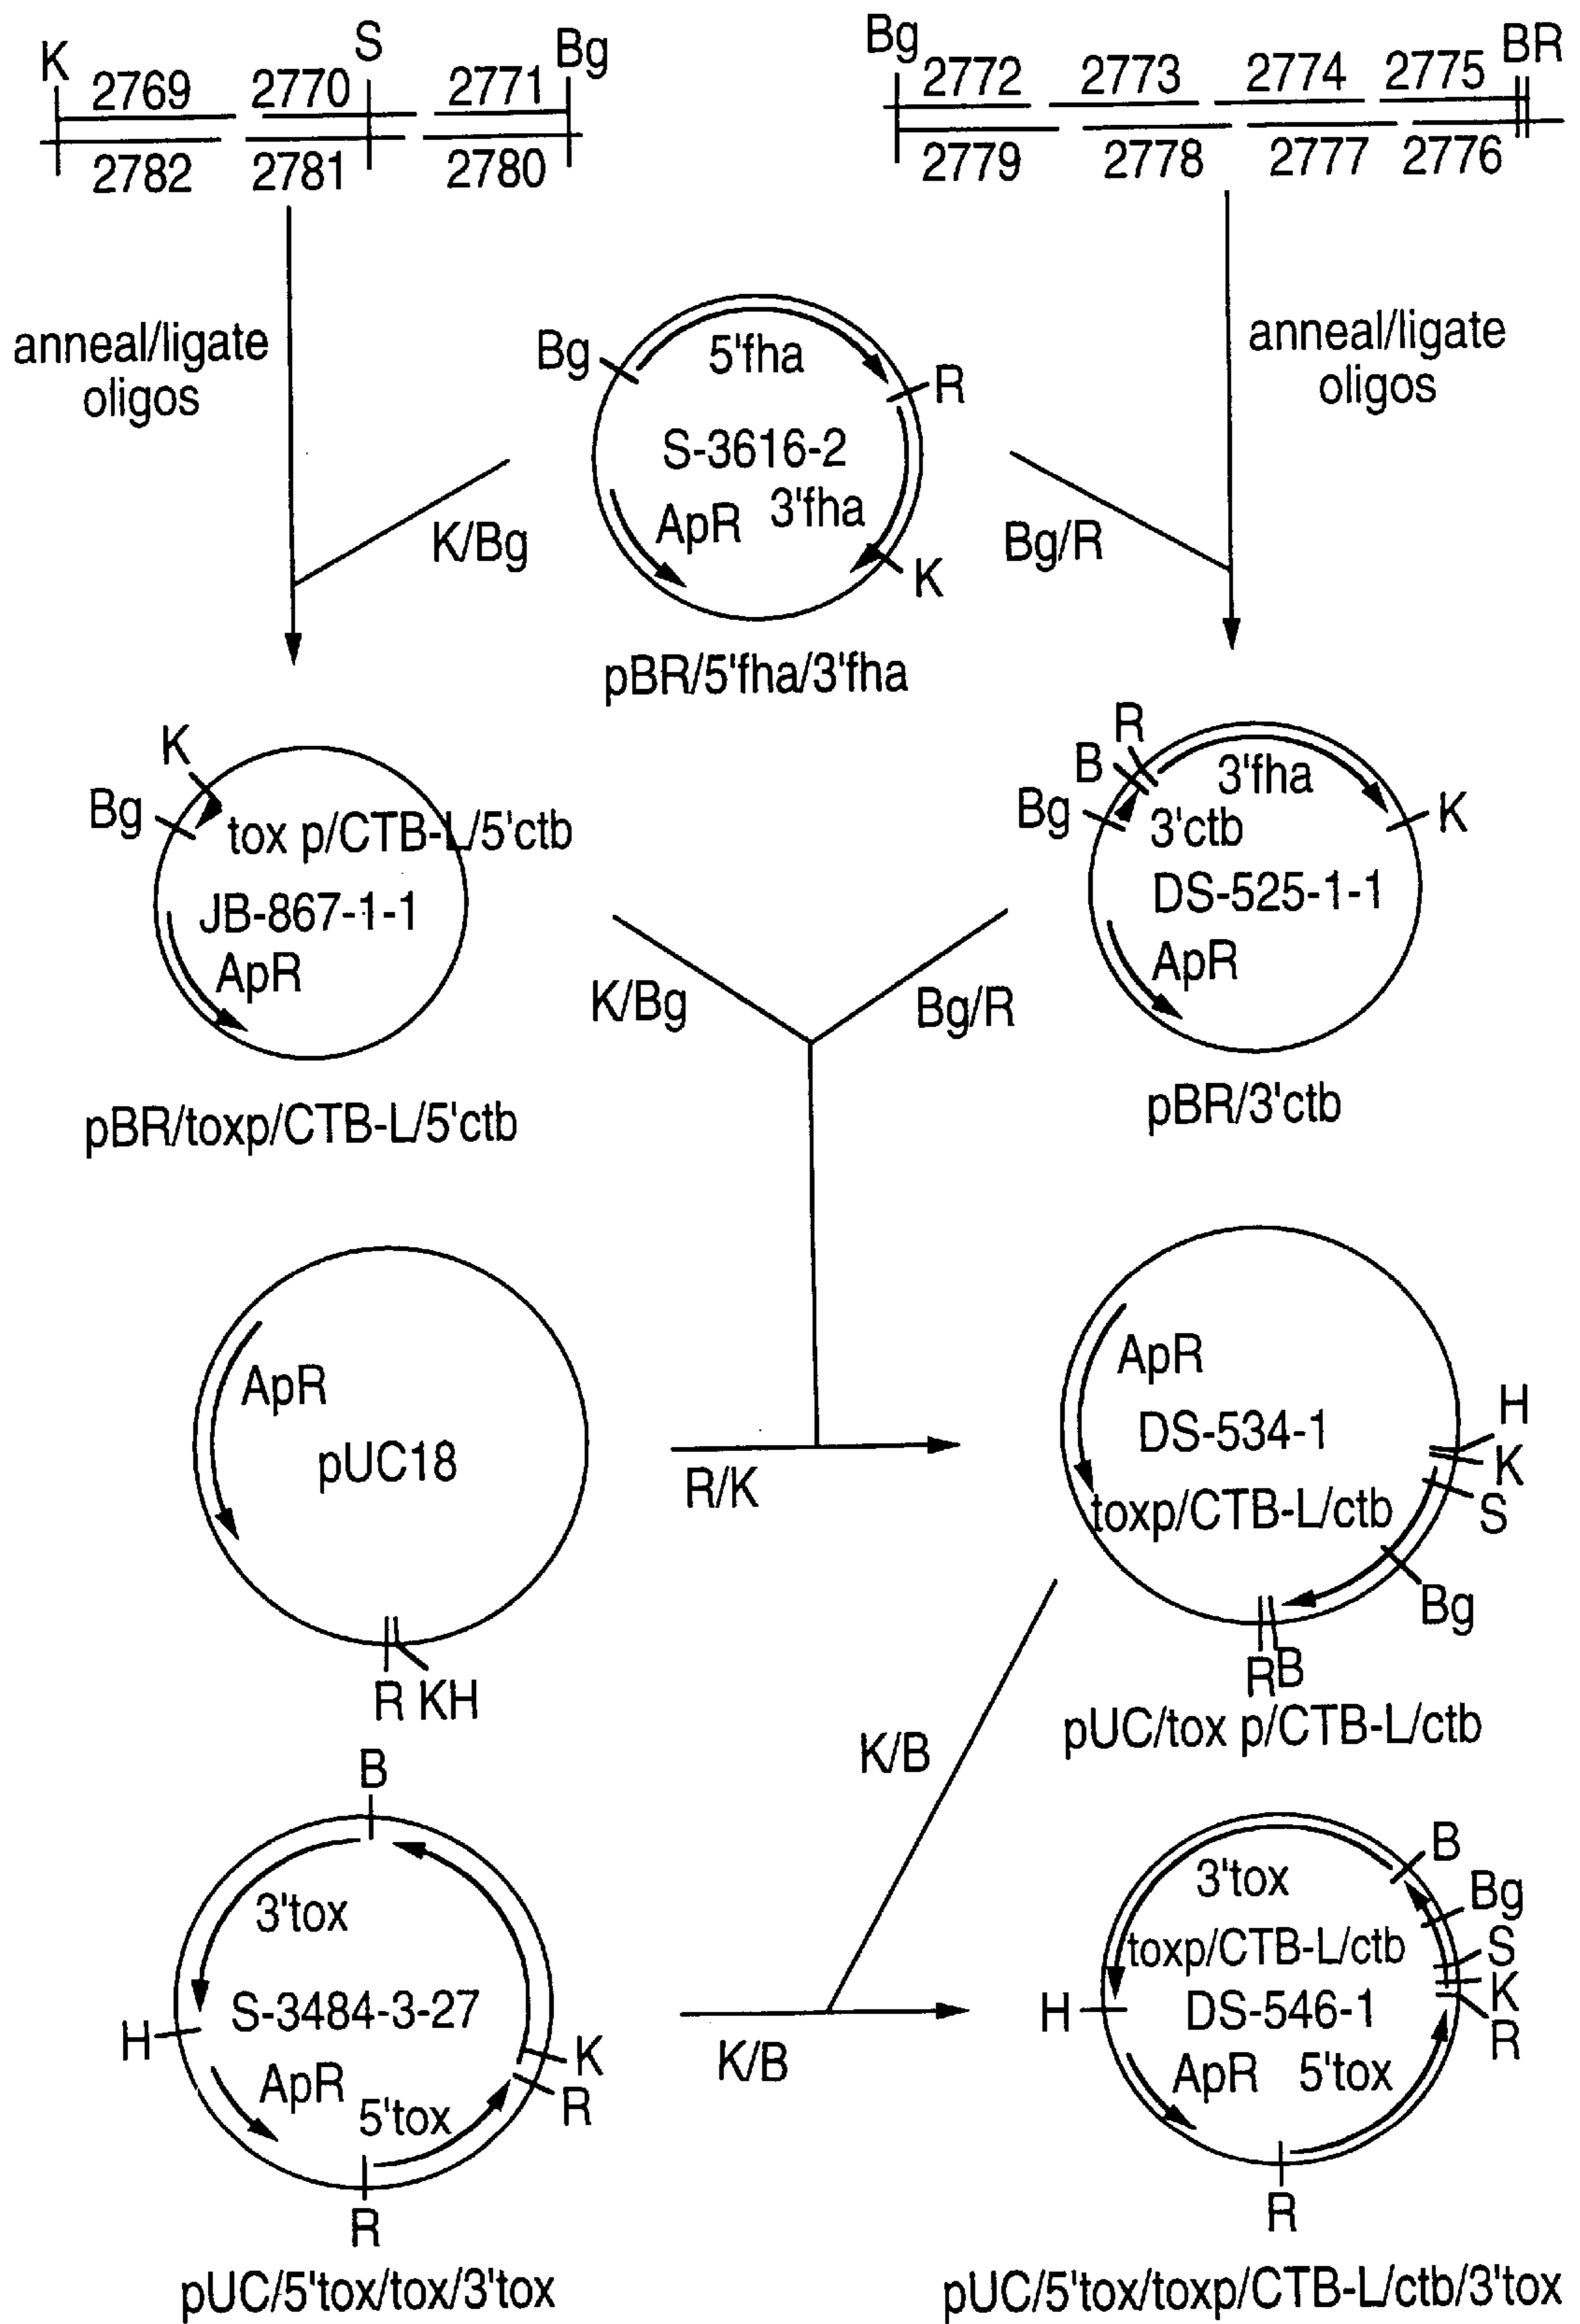 K 2769 2770 S 2771 Bg
2782 2781 2780
Bg 2772 2773 2774 2775 BR
2779 2778 2777 2776
anneal/ligate
oligos
Bg 5'fha R
S-3616-2
ApR 3'fha
K
pBR/5'fha/3'fha
anneal/ligate
oligos
K/Bg
Bg/R
K
Bg
tox p/CTB-L/5'ctb
JB-867-1-1
ApR
pBR/toxp/CTB-L/5'ctb
R
B
Bg
3'fha
K
3'ctb
DS-525-1-1
ApR
pBR/3'ctb
K/Bg
Bg/R
ApR
pUC18
R KH
R/K
ApR
DS-534-1
toxp/CTB-L/ctb
H
K
S
Bg
RB
pUC/tox p/CTB-L/ctb
K/B
B
3'tox
S-3484-3-27
H
ApR
5'tox
K
R
R
pUC/5'tox/tox/3'tox
K/B
B
3'tox
Bg
toxp/CTB-L/ctb
S
K
H
DS-546-1
R
ApR 5'tox
R
pUC/5'tox/toxp/CTB-L/ctb/3'tox